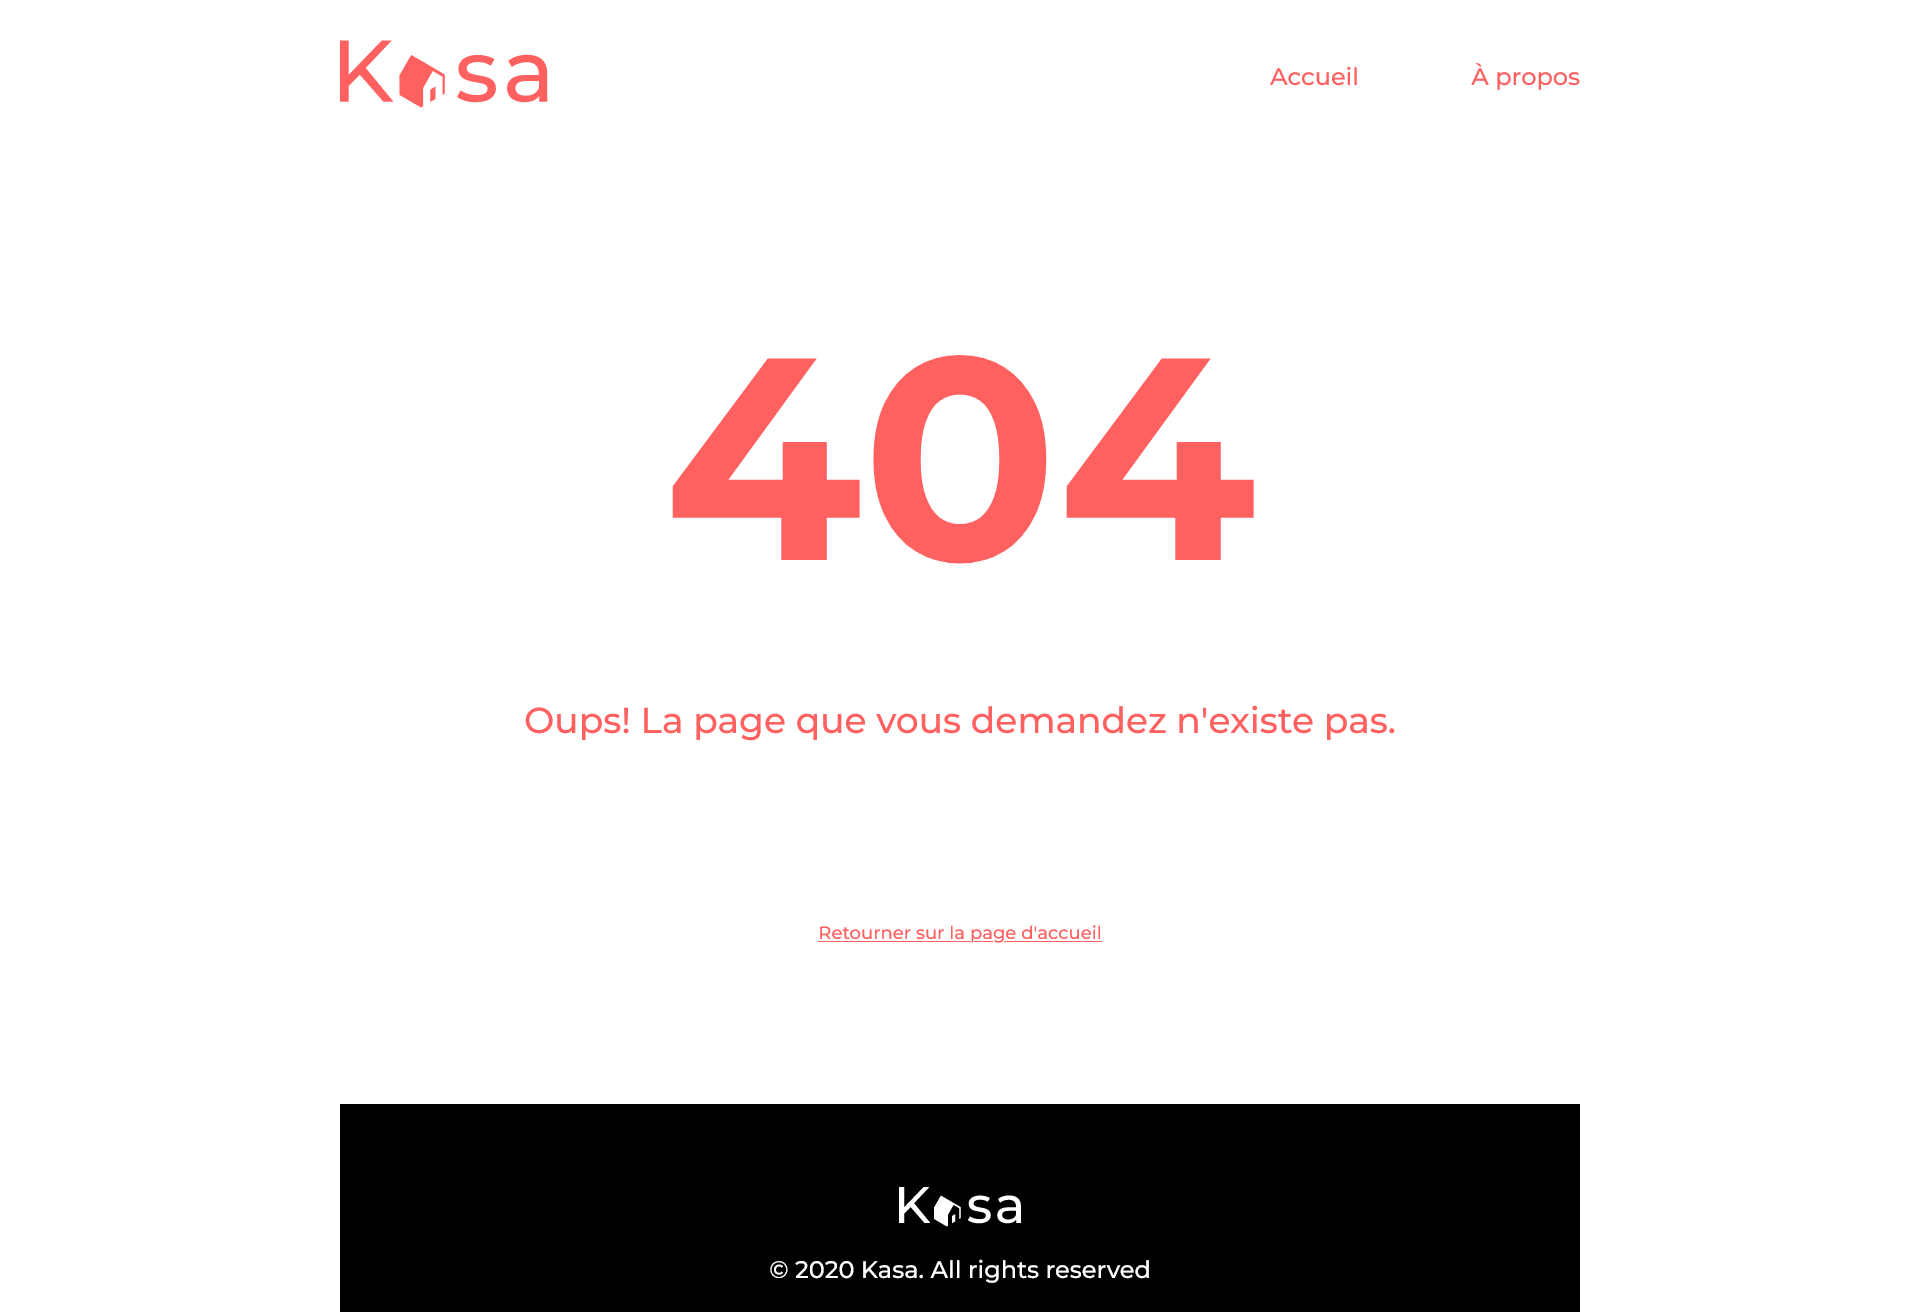 Kasa
Accueil
À propos
404
Oups! La page que vous demandez n'existe pas.
Retourner sur la page d'accueil
Kasa
© 2020 Kasa. All rights reserved